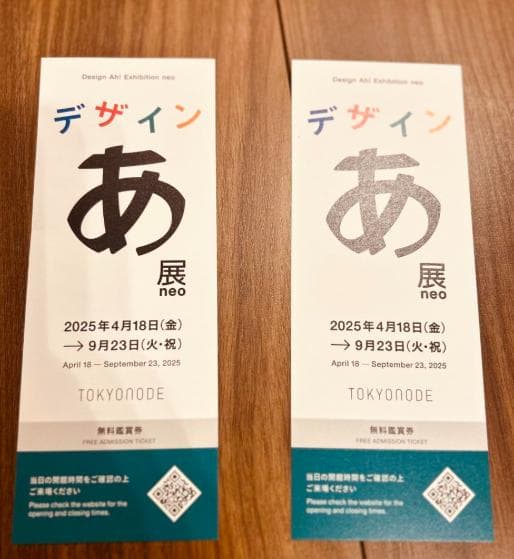 Design Ah! Exhibition neo
デザイン
あ
展
neo
2025年4月18日(金)
→9月23日(火・祝)
April 18 — September 23, 2025
TOKYONODE
無料鑑賞券
FREE ADMISSION TICKET
当日の開館時間をご確認の上
ご来場ください
Please check the website for the
opening and closing times.
Design Ah! Exhibition neo
デザイン
あ
展
neo
2025年4月18日(金)
→9月23日(火・祝)
April 18 — September 23, 2025
TOKYONODE
無料鑑賞券
FREE ADMISSION TICKET
当日の開館時間をご確認の上
ご来場ください
Please check the website for the
opening and closing times.